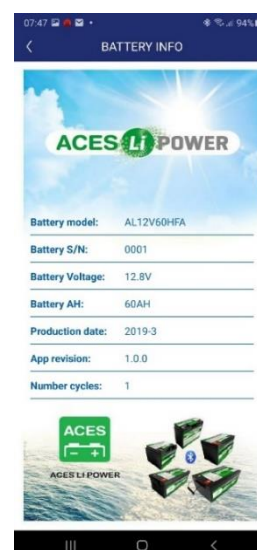 07:47 94%
BATTERY INFO
ACES Li POWER
Battery model: AL12V60HFA
Battery S/N: 0001
Battery Voltage: 12.8V
Battery AH: 60AH
Production date: 2019-3
App revision: 1.0.0
Number cycles: 1
ACES
ACES LI POWER